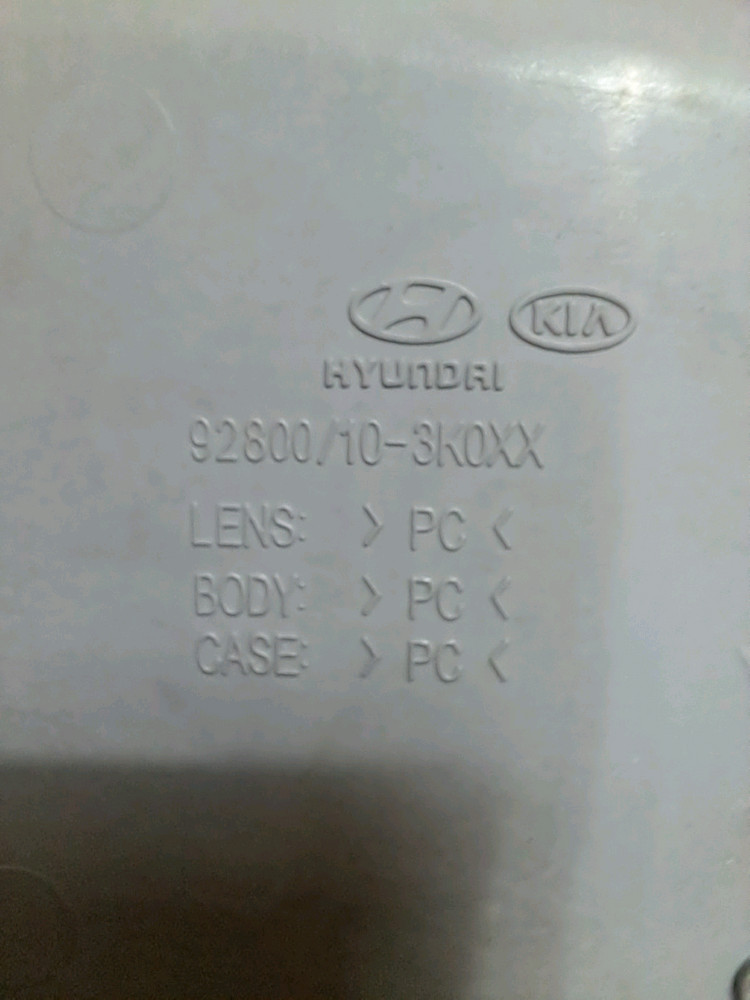 KIA
HYUNDAI
92800/10-3K0XX
LENS: > PC <
BODY: > PC <
CASE: > PC <